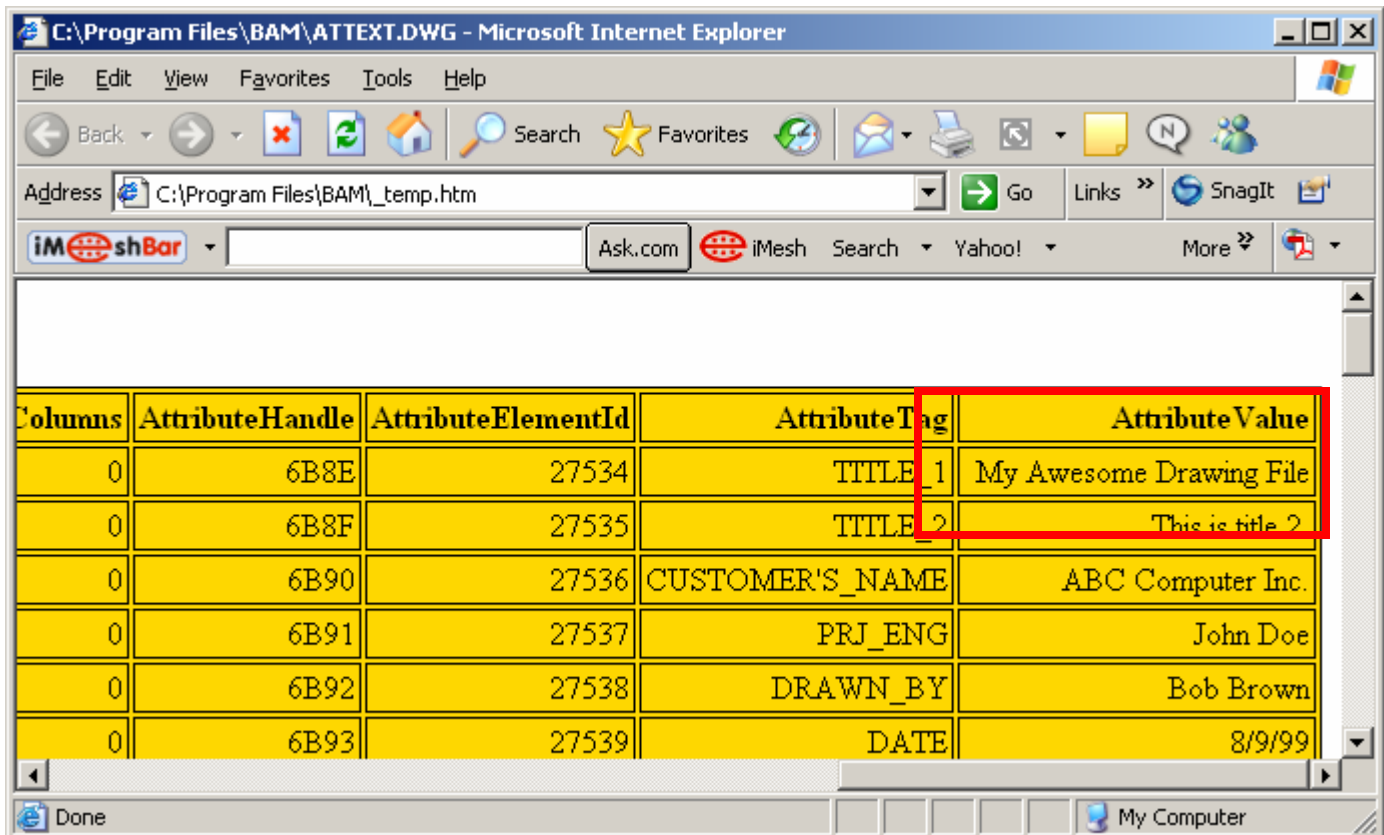 C:\Program Files\BAM\ATTEXT.DWG - Microsoft Internet Explorer
File Edit View Favorites Tools Help
Back Search Favorites
Address C:\Program Files\BAM\_temp.htm Go Links » SnagIt
iMeshBar Ask.com iMesh Search Yahoo! More »
Columns AttributeHandle AttributeElementId AttributeTag AttributeValue
0 6B8E 27534 TITLE_1 My Awesome Drawing File
0 6B8F 27535 TITLE_2 This is title 2
0 6B90 27536 CUSTOMER'S_NAME ABC Computer Inc.
0 6B91 27537 PRJ_ENG John Doe
0 6B92 27538 DRAWN_BY Bob Brown
0 6B93 27539 DATE 8/9/99
Done My Computer